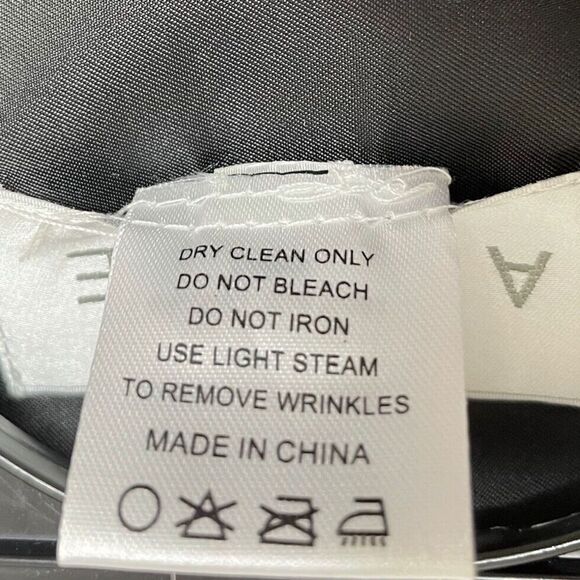 DRY CLEAN ONLY
DO NOT BLEACH
DO NOT IRON
USE LIGHT STEAM
TO REMOVE WRINKLES
MADE IN CHINA
E
A